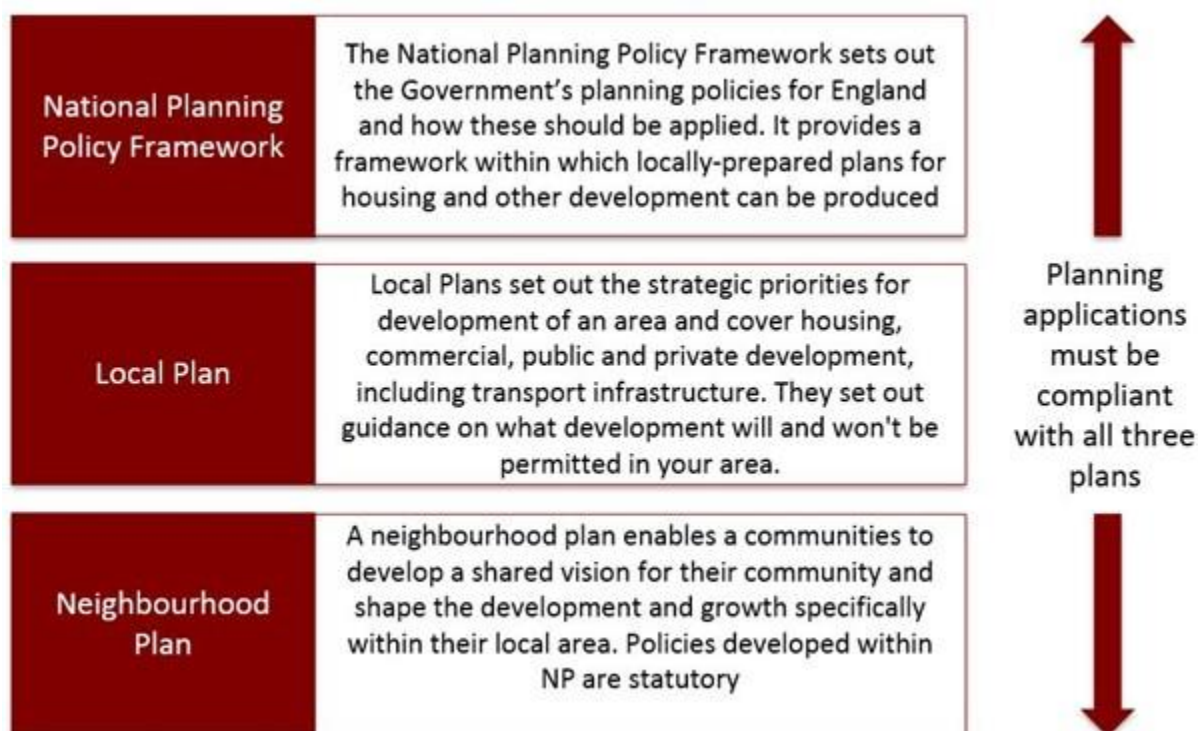 National Planning
Policy Framework
The National Planning Policy Framework sets out
the Government’s planning policies for England
and how these should be applied. It provides a
framework within which locally-prepared plans for
housing and other development can be produced
Local Plan
Local Plans set out the strategic priorities for
development of an area and cover housing,
commercial, public and private development,
including transport infrastructure. They set out
guidance on what development will and won't be
permitted in your area.
Neighbourhood
Plan
A neighbourhood plan enables a communities to
develop a shared vision for their community and
shape the development and growth specifically
within their local area. Policies developed within
NP are statutory
Planning
applications
must be
compliant
with all three
plans